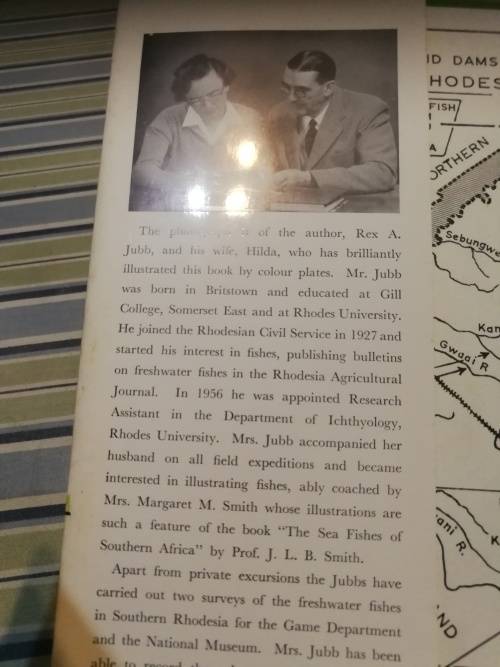 The of the author, Rex A.
Jubb, and his wife, Hilda, who has brilliantly
illustrated this book by colour plates. Mr. Jubb
was born in Britstown and educated at Gill
College, Somerset East and at Rhodes University.
He joined the Rhodesian Civil Service in 1927 and
started his interest in fishes, publishing bulletins
on freshwater fishes in the Rhodesia Agricultural
Journal. In 1956 he was appointed Research
Assistant in the Department of Ichthyology,
Rhodes University. Mrs. Jubb accompanied her
husband on all field expeditions and became
interested in illustrating fishes, ably coached by
Mrs. Margaret M. Smith whose illustrations are
such a feature of the book "The Sea Fishes of
Southern Africa" by Prof. J. L. B. Smith.
Apart from private excursions the Jubbs have
carried out two surveys of the freshwater fishes
in Southern Rhodesia for the Game Department
and the National Museum. Mrs. Jubb has been
able to record
DAMS
HODES
FISH
ORTHERN
Sebungwe
Kan
Gwaai R
ani R.
K
ND